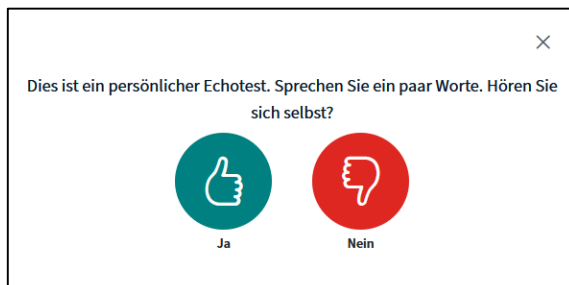 Dies ist ein persönlicher Echotest. Sprechen Sie ein paar Worte. Hören Sie
sich selbst?
Ja
Nein